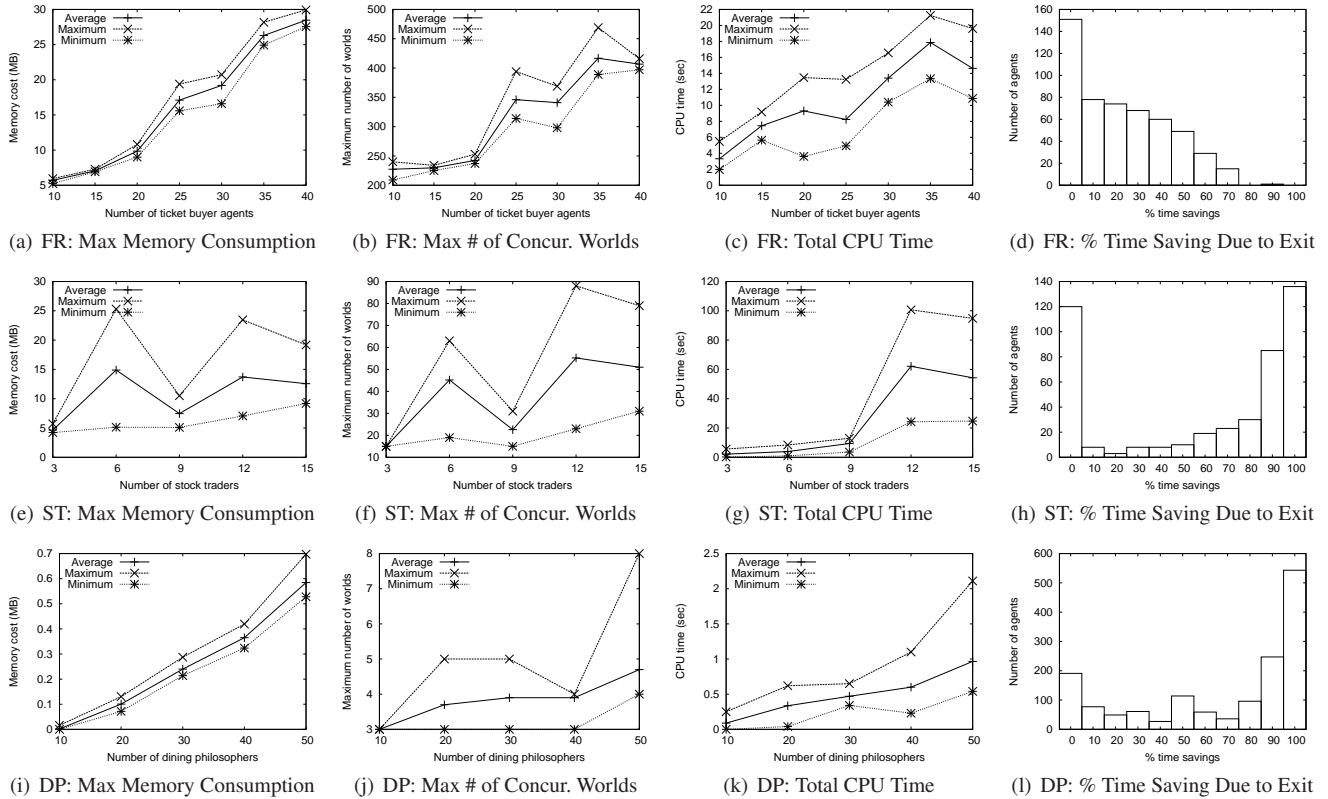 30
25
20
15
10
5
10 15 20 25 30 35 40
Memory cost (MB)
Number of ticket buyer agents
Average
Maximum
Minimum
(a) FR: Max Memory Consumption
500
450
400
350
300
250
200
10 15 20 25 30 35 40
Maximum number of worlds
Number of ticket buyer agents
Average
Maximum
Minimum
(b) FR: Max # of Concur. Worlds
22
20
18
16
14
12
10
8
6
4
2
0
10 15 20 25 30 35 40
CPU time (sec)
Number of ticket buyer agents
Average
Maximum
Minimum
(c) FR: Total CPU Time
160
140
120
100
80
60
40
20
0
0 10 20 30 40 50 60 70 80 90 100
Number of agents
% time savings
(d) FR: % Time Saving Due to Exit
30
25
20
15
10
5
0
3 6 9 12 15
Memory cost (MB)
Number of stock traders
Average
Maximum
Minimum
(e) ST: Max Memory Consumption
90
80
70
60
50
40
30
20
10
3 6 9 12 15
Maximum number of worlds
Number of stock traders
Average
Maximum
Minimum
(f) ST: Max # of Concur. Worlds
120
100
80
60
40
20
0
3 6 9 12 15
CPU time (sec)
Number of stock traders
Average
Maximum
Minimum
(g) ST: Total CPU Time
140
120
100
80
60
40
20
0
0 10 20 30 40 50 60 70 80 90 100
Number of agents
% time savings
(h) ST: % Time Saving Due to Exit
0.7
0.6
0.5
0.4
0.3
0.2
0.1
0
10 20 30 40 50
Memory cost (MB)
Number of dining philosophers
Average
Maximum
Minimum
(i) DP: Max Memory Consumption
8
7
6
5
4
3
10 20 30 40 50
Maximum number of worlds
Number of dining philosophers
Average
Maximum
Minimum
(j) DP: Max # of Concur. Worlds
2.5
2
1.5
1
0.5
0
10 20 30 40 50
CPU time (sec)
Number of dining philosophers
Average
Maximum
Minimum
(k) DP: Total CPU Time
600
500
400
300
200
100
0
0 10 20 30 40 50 60 70 80 90 100
Number of agents
% time savings
(l) DP: % Time Saving Due to Exit